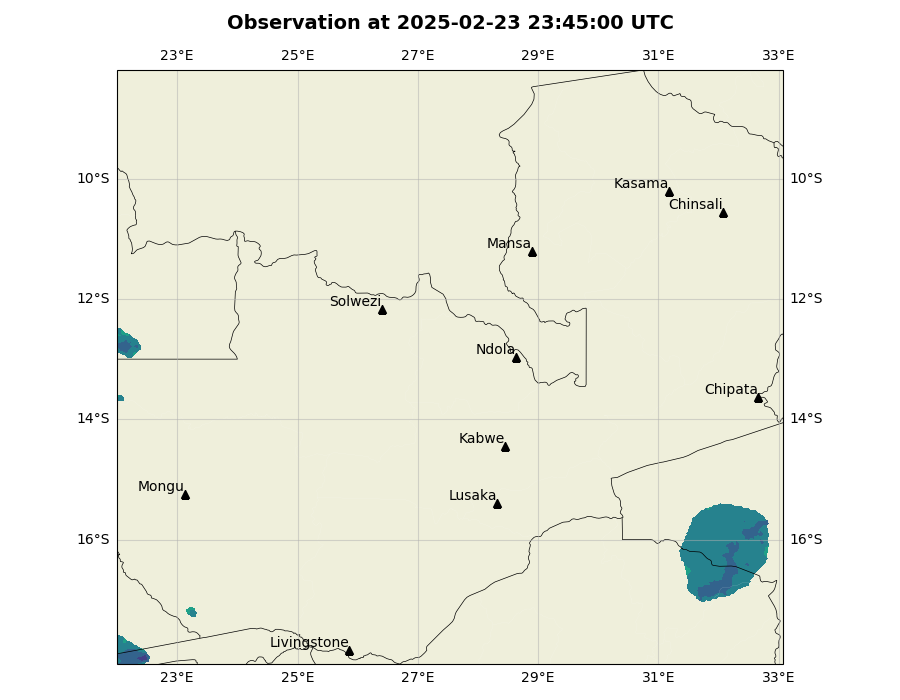 Observation at 2025-02-23 23:45:00 UTC
23°E 25°E 27°E 29°E 31°E 33°E
10°S 10°S
Kasama
Chinsali
Mansa
12°S 12°S
Solwezi
Ndola
Chipata
14°S 14°S
Kabwe
Mongu
Lusaka
16°S 16°S
Livingstone
23°E 25°E 27°E 29°E 31°E 33°E